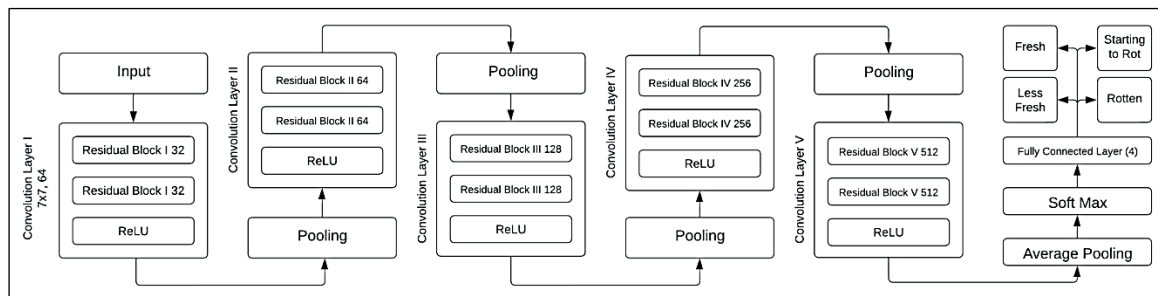 Input
Convolution Layer I
7x7, 64
Residual Block I 32
Residual Block I 32
ReLU
Pooling
Convolution Layer II
Residual Block II 64
Residual Block II 64
ReLU
Pooling
Convolution Layer III
Residual Block III 128
Residual Block III 128
ReLU
Pooling
Convolution Layer IV
Residual Block IV 256
Residual Block IV 256
ReLU
Pooling
Convolution Layer V
Residual Block V 512
Residual Block V 512
ReLU
Average Pooling
Soft Max
Fully Connected Layer (4)
Fresh
Starting
to Rot
Less
Fresh
Rotten